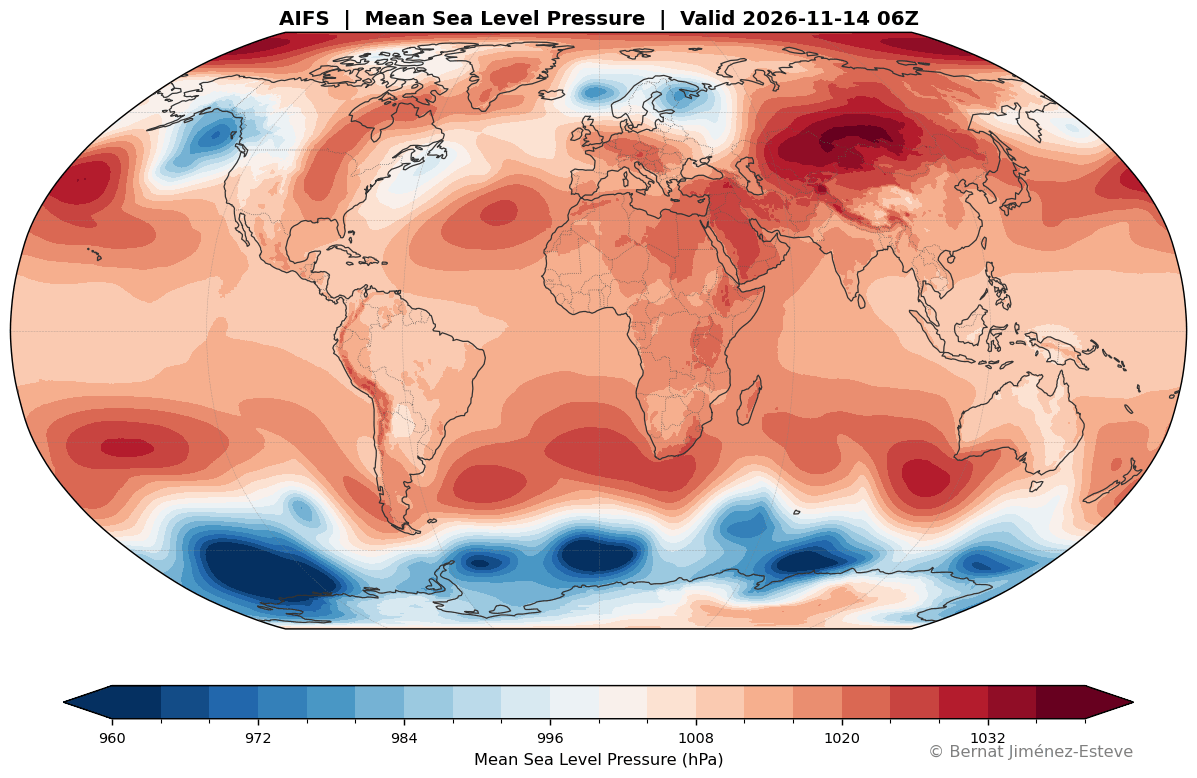 AIFS | Mean Sea Level Pressure | Valid 2026-11-14 06Z
960 972 984 996 1008 1020 1032
Mean Sea Level Pressure (hPa)
© Bernat Jiménez-Esteve